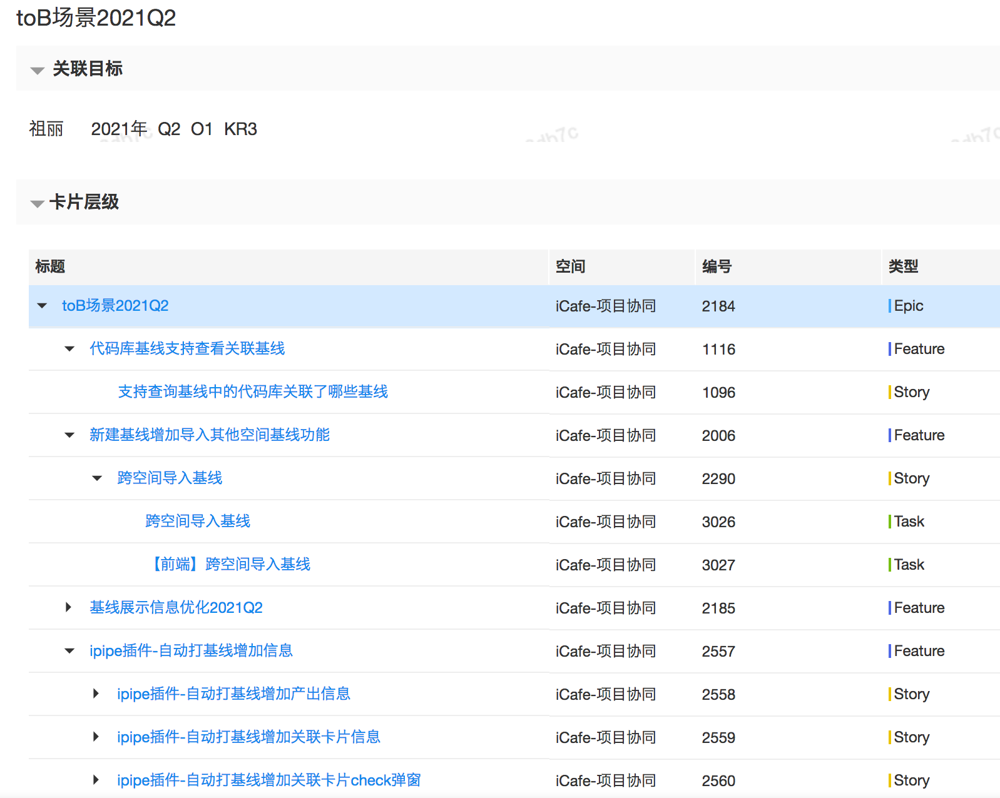 toB场景2021Q2
关联目标
祖丽 2021年 Q2 O1 KR3
卡片层级
标题 空间 编号 类型
toB场景2021Q2 iCafe-项目协同 2184 Epic
代码库基线支持查看关联基线 iCafe-项目协同 1116 Feature
支持查询基线中的代码库关联了哪些基线 iCafe-项目协同 1096 Story
新建基线增加导入其他空间基线功能 iCafe-项目协同 2006 Feature
跨空间导入基线 iCafe-项目协同 2290 Story
跨空间导入基线 iCafe-项目协同 3026 Task
【前端】跨空间导入基线 iCafe-项目协同 3027 Task
基线展示信息优化2021Q2 iCafe-项目协同 2185 Feature
ipipe插件-自动打基线增加信息 iCafe-项目协同 2557 Feature
ipipe插件-自动打基线增加产出信息 iCafe-项目协同 2558 Story
ipipe插件-自动打基线增加关联卡片信息 iCafe-项目协同 2559 Story
ipipe插件-自动打基线增加关联卡片check弹窗 iCafe-项目协同 2560 Story